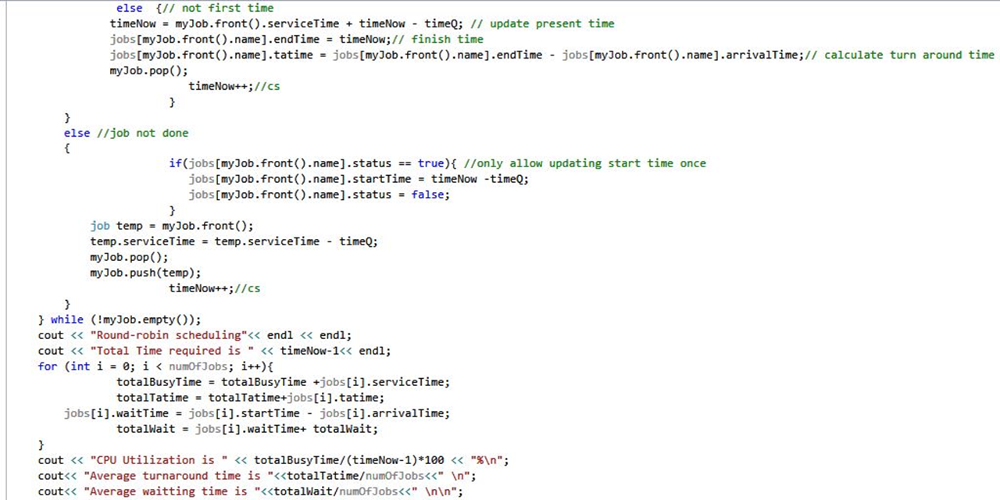 else  {// not first time
timeNow = myJob.front().serviceTime + timeNow - timeQ; // update present time
jobs[myJob.front().name].endTime = timeNow;// finish time
jobs[myJob.front().name].tatime = jobs[myJob.front().name].endTime - jobs[myJob.front().name].arrivalTime;// calculate turn around time
myJob.pop();
timeNow++;//cs
}
}
else //job not done
{
if(jobs[myJob.front().name].status == true){ //only allow updating start time once
jobs[myJob.front().name].startTime = timeNow -timeQ;
jobs[myJob.front().name].status = false;
}
job temp = myJob.front();
temp.serviceTime = temp.serviceTime - timeQ;
myJob.pop();
myJob.push(temp);
timeNow++;//cs
}
} while (!myJob.empty());
cout << "Round-robin scheduling"<< endl << endl;
cout << "Total Time required is " << timeNow-1<< endl;
for (int i = 0; i < numOfJobs; i++){
totalBusyTime = totalBusyTime +jobs[i].serviceTime;
totalTatime = totalTatime+jobs[i].tatime;
jobs[i].waitTime = jobs[i].startTime - jobs[i].arrivalTime;
totalWait = jobs[i].waitTime+ totalWait;
}
cout << "CPU Utilization is " << totalBusyTime/(timeNow-1)*100 << "%\n";
cout<< "Average turnaround time is "<<totalTatime/numOfJobs<<" \n";
cout<< "Average waitting time is "<<totalWait/numOfJobs<<" \n\n";